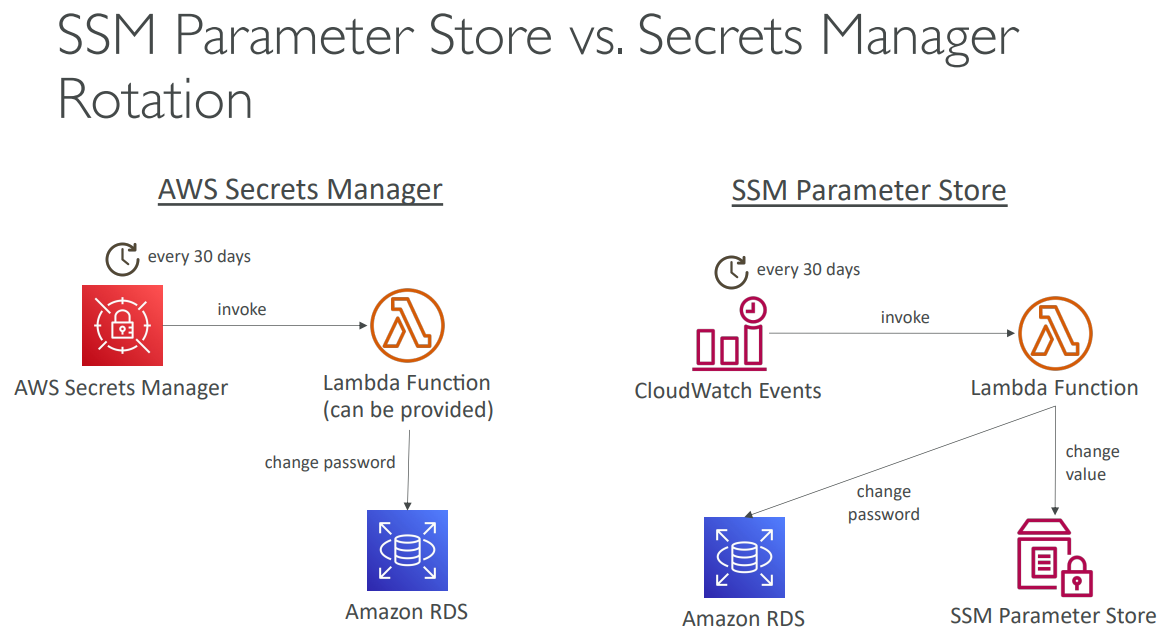 SSM Parameter Store vs. Secrets Manager
Rotation
AWS Secrets Manager
every 30 days
invoke
AWS Secrets Manager
Lambda Function
(can be provided)
change password
Amazon RDS
SSM Parameter Store
every 30 days
invoke
CloudWatch Events
Lambda Function
change
value
change
password
Amazon RDS
SSM Parameter Store